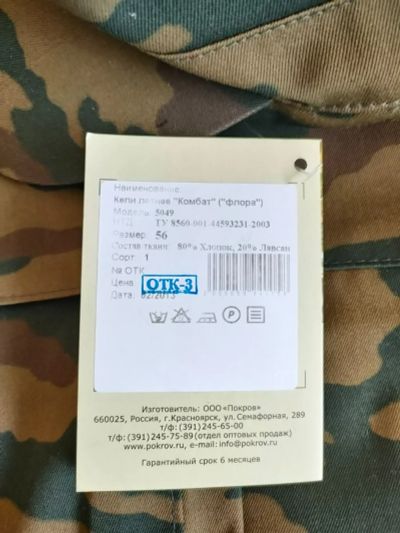 Наименование:
Кепи летнее "Комбат" ("флора")
Модель: 5049
НТД: ТУ 8560-001-44593231-2003
Размер: 56
Состав ткани: 80% Хлопок, 20% Лавсан
Сорт: 1
№ ОТК
Цена
ОТК-3
Дата: 02/2013
P
Изготовитель: ООО «Покров»
660025, Россия, г.Красноярск, ул.Семафорная, 289
т/ф: (391)245-65-00
т/ф: (391)245-75-89(отдел оптовых продаж)
www.pokrov.ru, e-mail: info@pokrov.ru
Гарантийный срок 6 месяцев